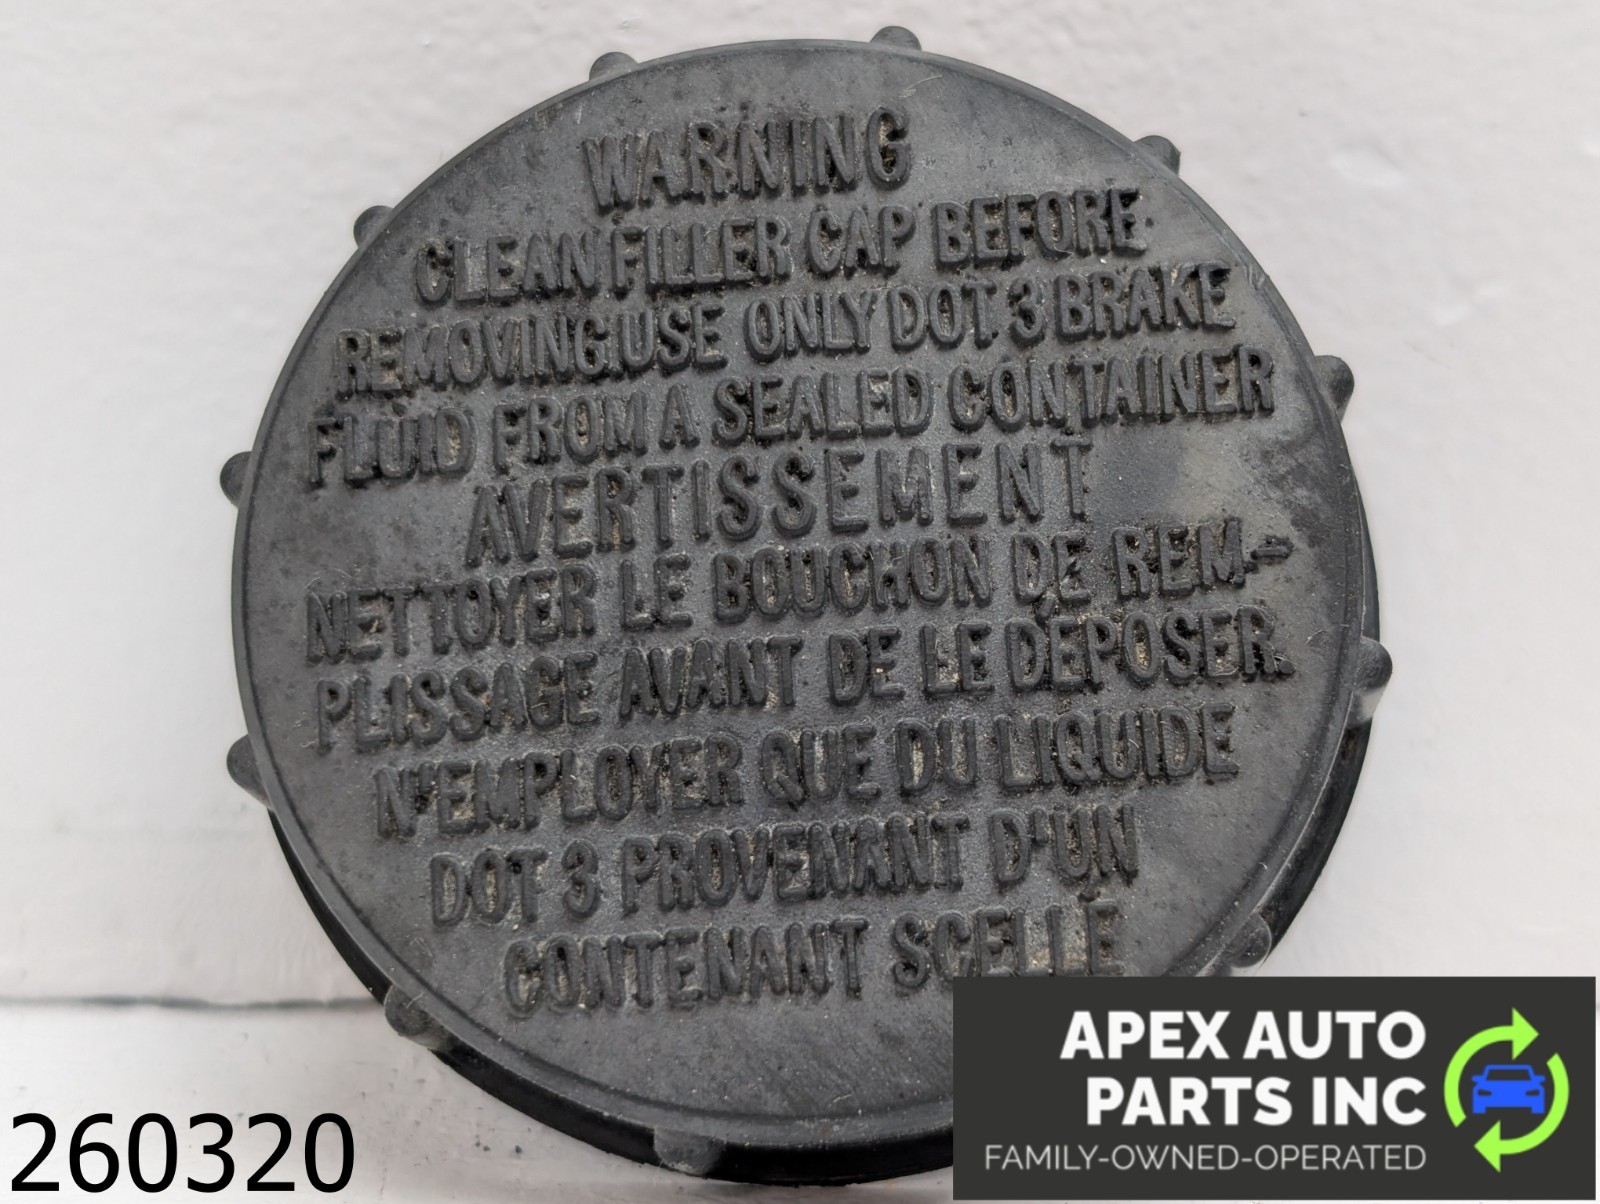 WARNING
CLEAN FILLER CAP BEFORE
REMOVING.USE ONLY DOT 3 BRAKE
FLUID FROM A SEALED CONTAINER
AVERTISSEMENT
NETTOYER LE BOUCHON DE REM-
PLISSAGE AVANT DE LE DÉPOSER.
N'EMPLOYER QUE DU LIQUIDE
DOT 3 PROVENANT D'UN
CONTENANT SCELLÉ
APEX AUTO
PARTS INC
FAMILY-OWNED-OPERATED
260320